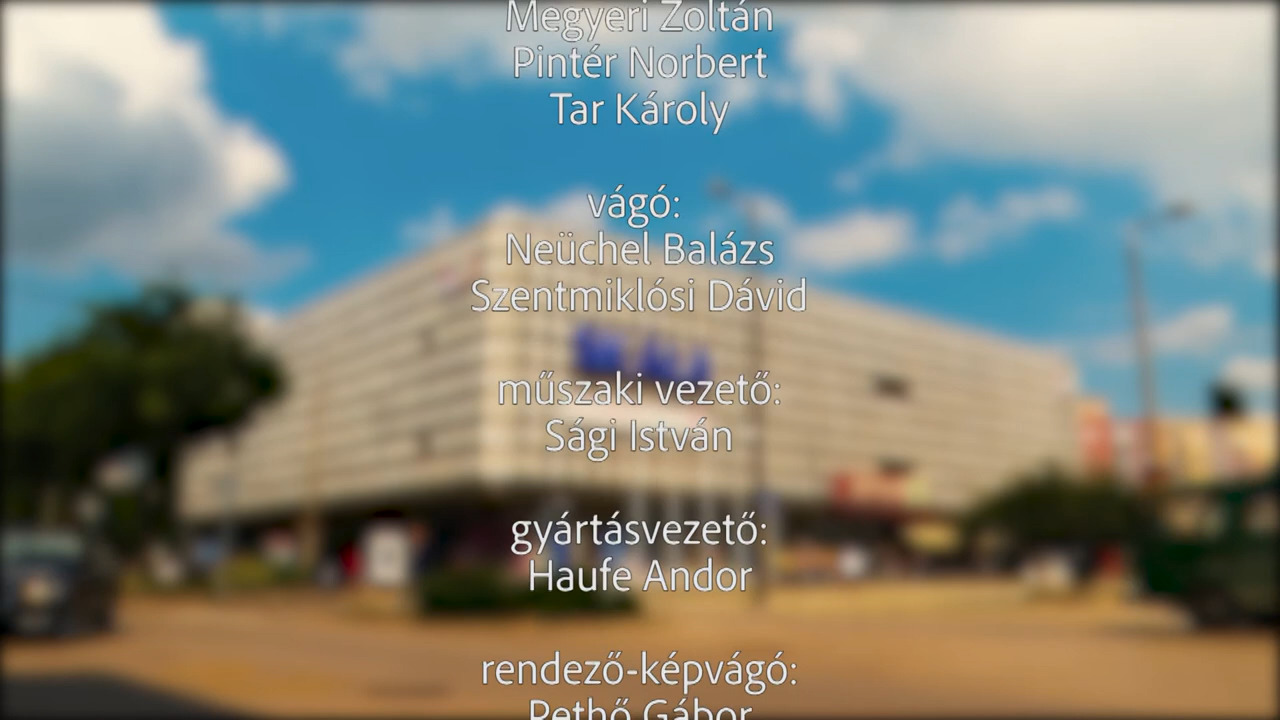 Megyeri Zoltán
Pintér Norbert
Tar Károly
vágó:
Neüchel Balázs
Szentmiklósi Dávid
műszaki vezető:
Sági István
gyártásvezető:
Haufe Andor
rendező-képvágó:
Pethő Gábor